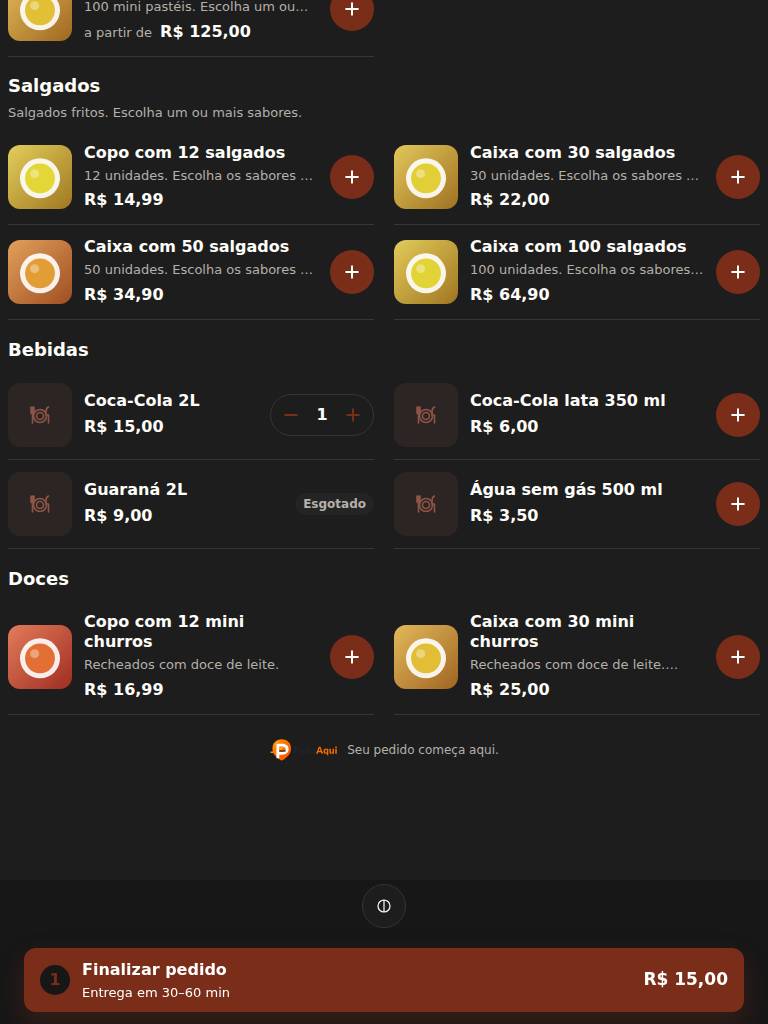 100 mini pastéis. Escolha um ou...
a partir de R$ 125,00
Salgados
Salgados fritos. Escolha um ou mais sabores.
Copo com 12 salgados
12 unidades. Escolha os sabores ...
R$ 14,99
Caixa com 30 salgados
30 unidades. Escolha os sabores ...
R$ 22,00
Caixa com 50 salgados
50 unidades. Escolha os sabores ...
R$ 34,90
Caixa com 100 salgados
100 unidades. Escolha os sabores...
R$ 64,90
Bebidas
Coca-Cola 2L
R$ 15,00
1
Coca-Cola lata 350 ml
R$ 6,00
Guaraná 2L
R$ 9,00
Esgotado
Água sem gás 500 ml
R$ 3,50
Doces
Copo com 12 mini
churros
Recheados com doce de leite.
R$ 16,99
Caixa com 30 mini
churros
Recheados com doce de leite....
R$ 25,00
P Aqui Seu pedido começa aqui.
1
Finalizar pedido
Entrega em 30–60 min
R$ 15,00